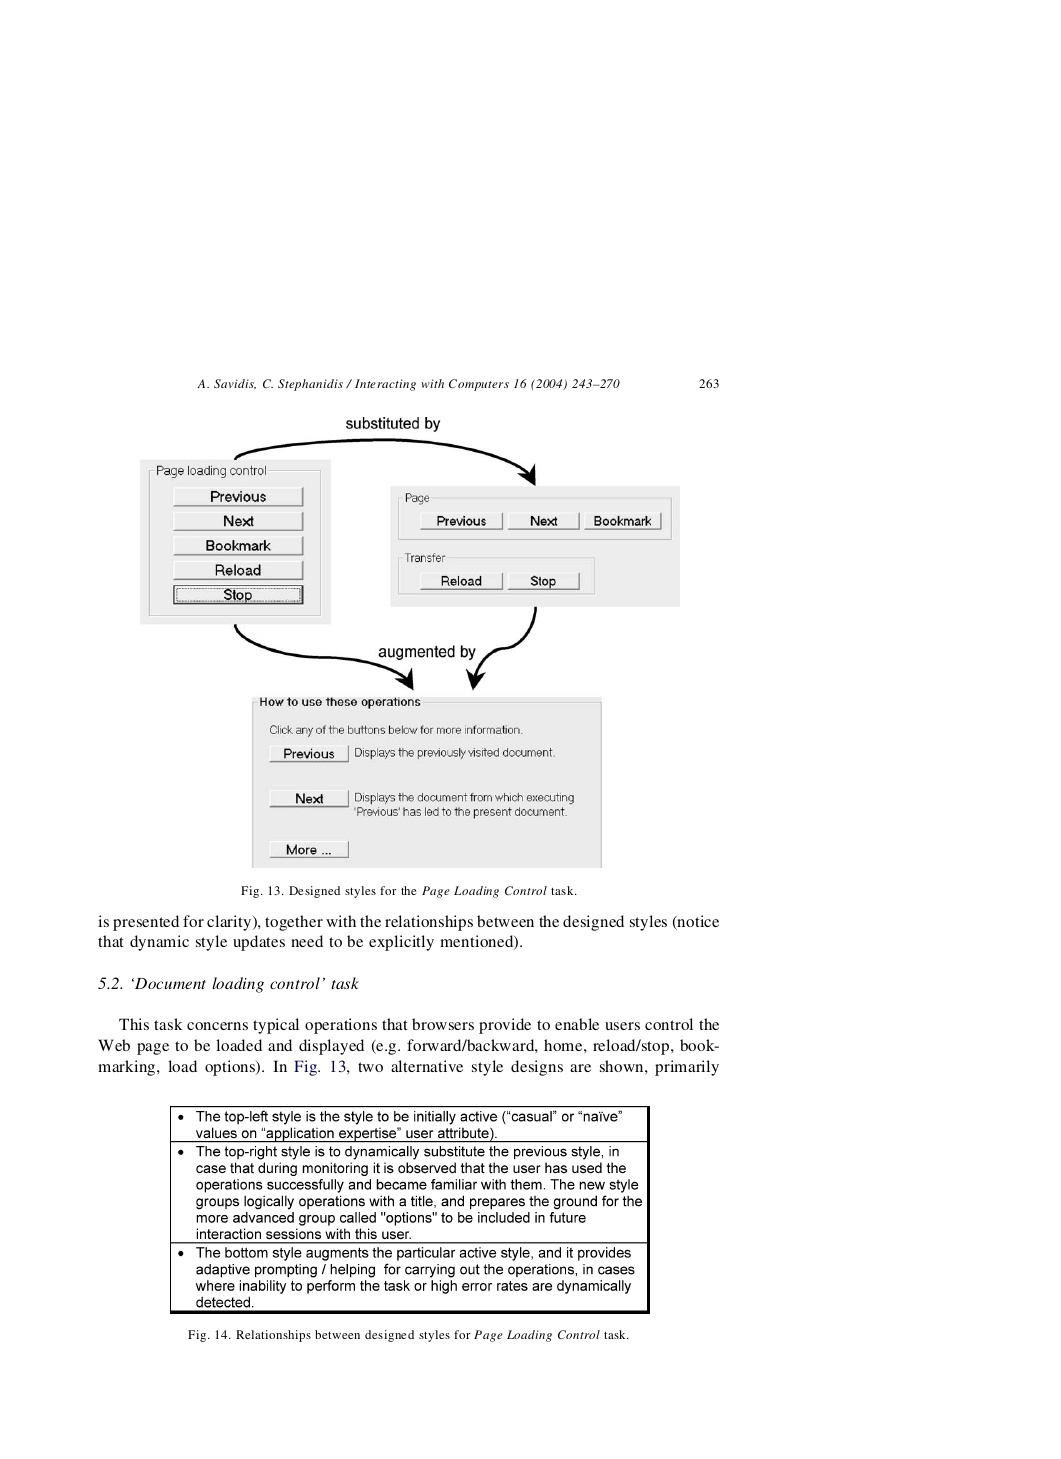 A. Savidis, C. Stephanidis / Interacting with Computers 16 (2004) 243–270 263
substituted by
Page loading control
Previous
Next
Bookmark
Reload
Stop
Page
Previous Next Bookmark
Transfer
Reload Stop
augmented by
How to use these operations
Click any of the buttons below for more information.
Previous Displays the previously visited document.
Next Displays the document from which executing
'Previous' has led to the present document.
More ...
Fig. 13. Designed styles for the Page Loading Control task.
is presented for clarity), together with the relationships between the designed styles (notice
that dynamic style updates need to be explicitly mentioned).
5.2. ‘Document loading control’ task
This task concerns typical operations that browsers provide to enable users control the
Web page to be loaded and displayed (e.g. forward/backward, home, reload/stop, book-
marking, load options). In Fig. 13, two alternative style designs are shown, primarily
• The top-left style is the style to be initially active (“casual” or “naïve”
values on “application expertise” user attribute).
• The top-right style is to dynamically substitute the previous style, in
case that during monitoring it is observed that the user has used the
operations successfully and became familiar with them. The new style
groups logically operations with a title, and prepares the ground for the
more advanced group called "options" to be included in future
interaction sessions with this user.
• The bottom style augments the particular active style, and it provides
adaptive prompting / helping for carrying out the operations, in cases
where inability to perform the task or high error rates are dynamically
detected.
Fig. 14. Relationships between designed styles for Page Loading Control task.